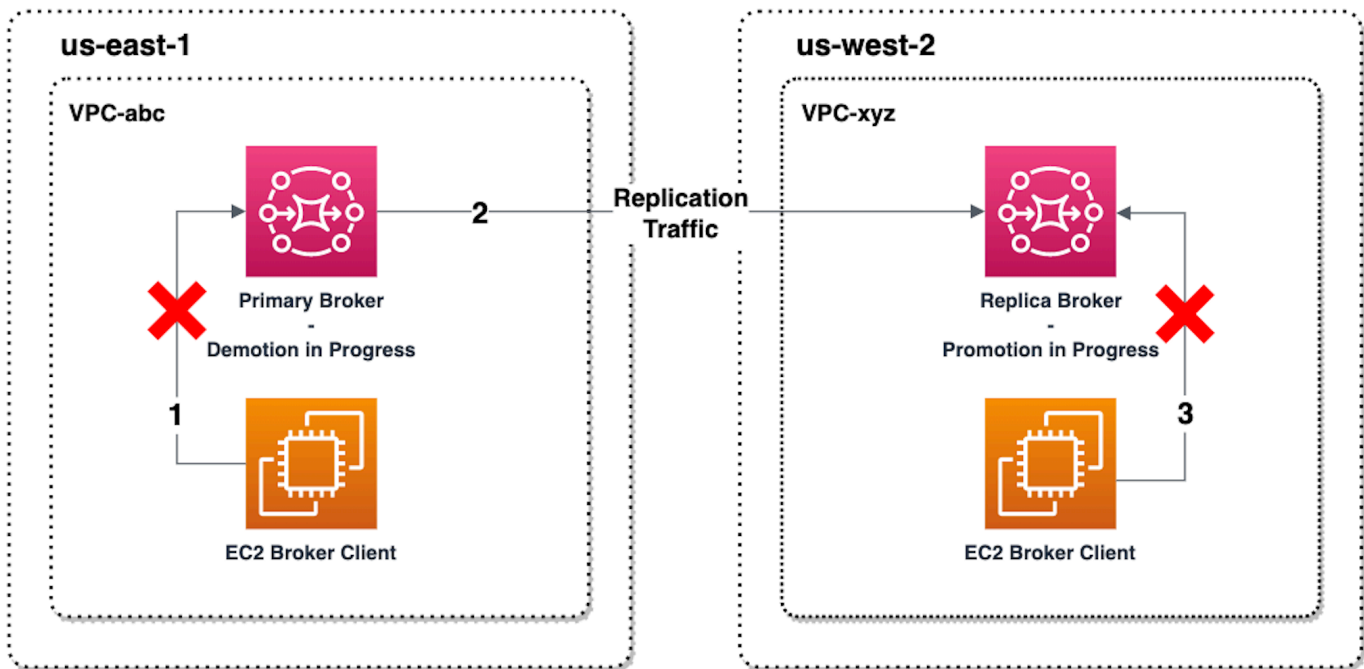 us-east-1
VPC-abc
Primary Broker
-
Demotion in Progress
1
EC2 Broker Client
2
Replication
Traffic
us-west-2
VPC-xyz
Replica Broker
-
Promotion in Progress
3
EC2 Broker Client